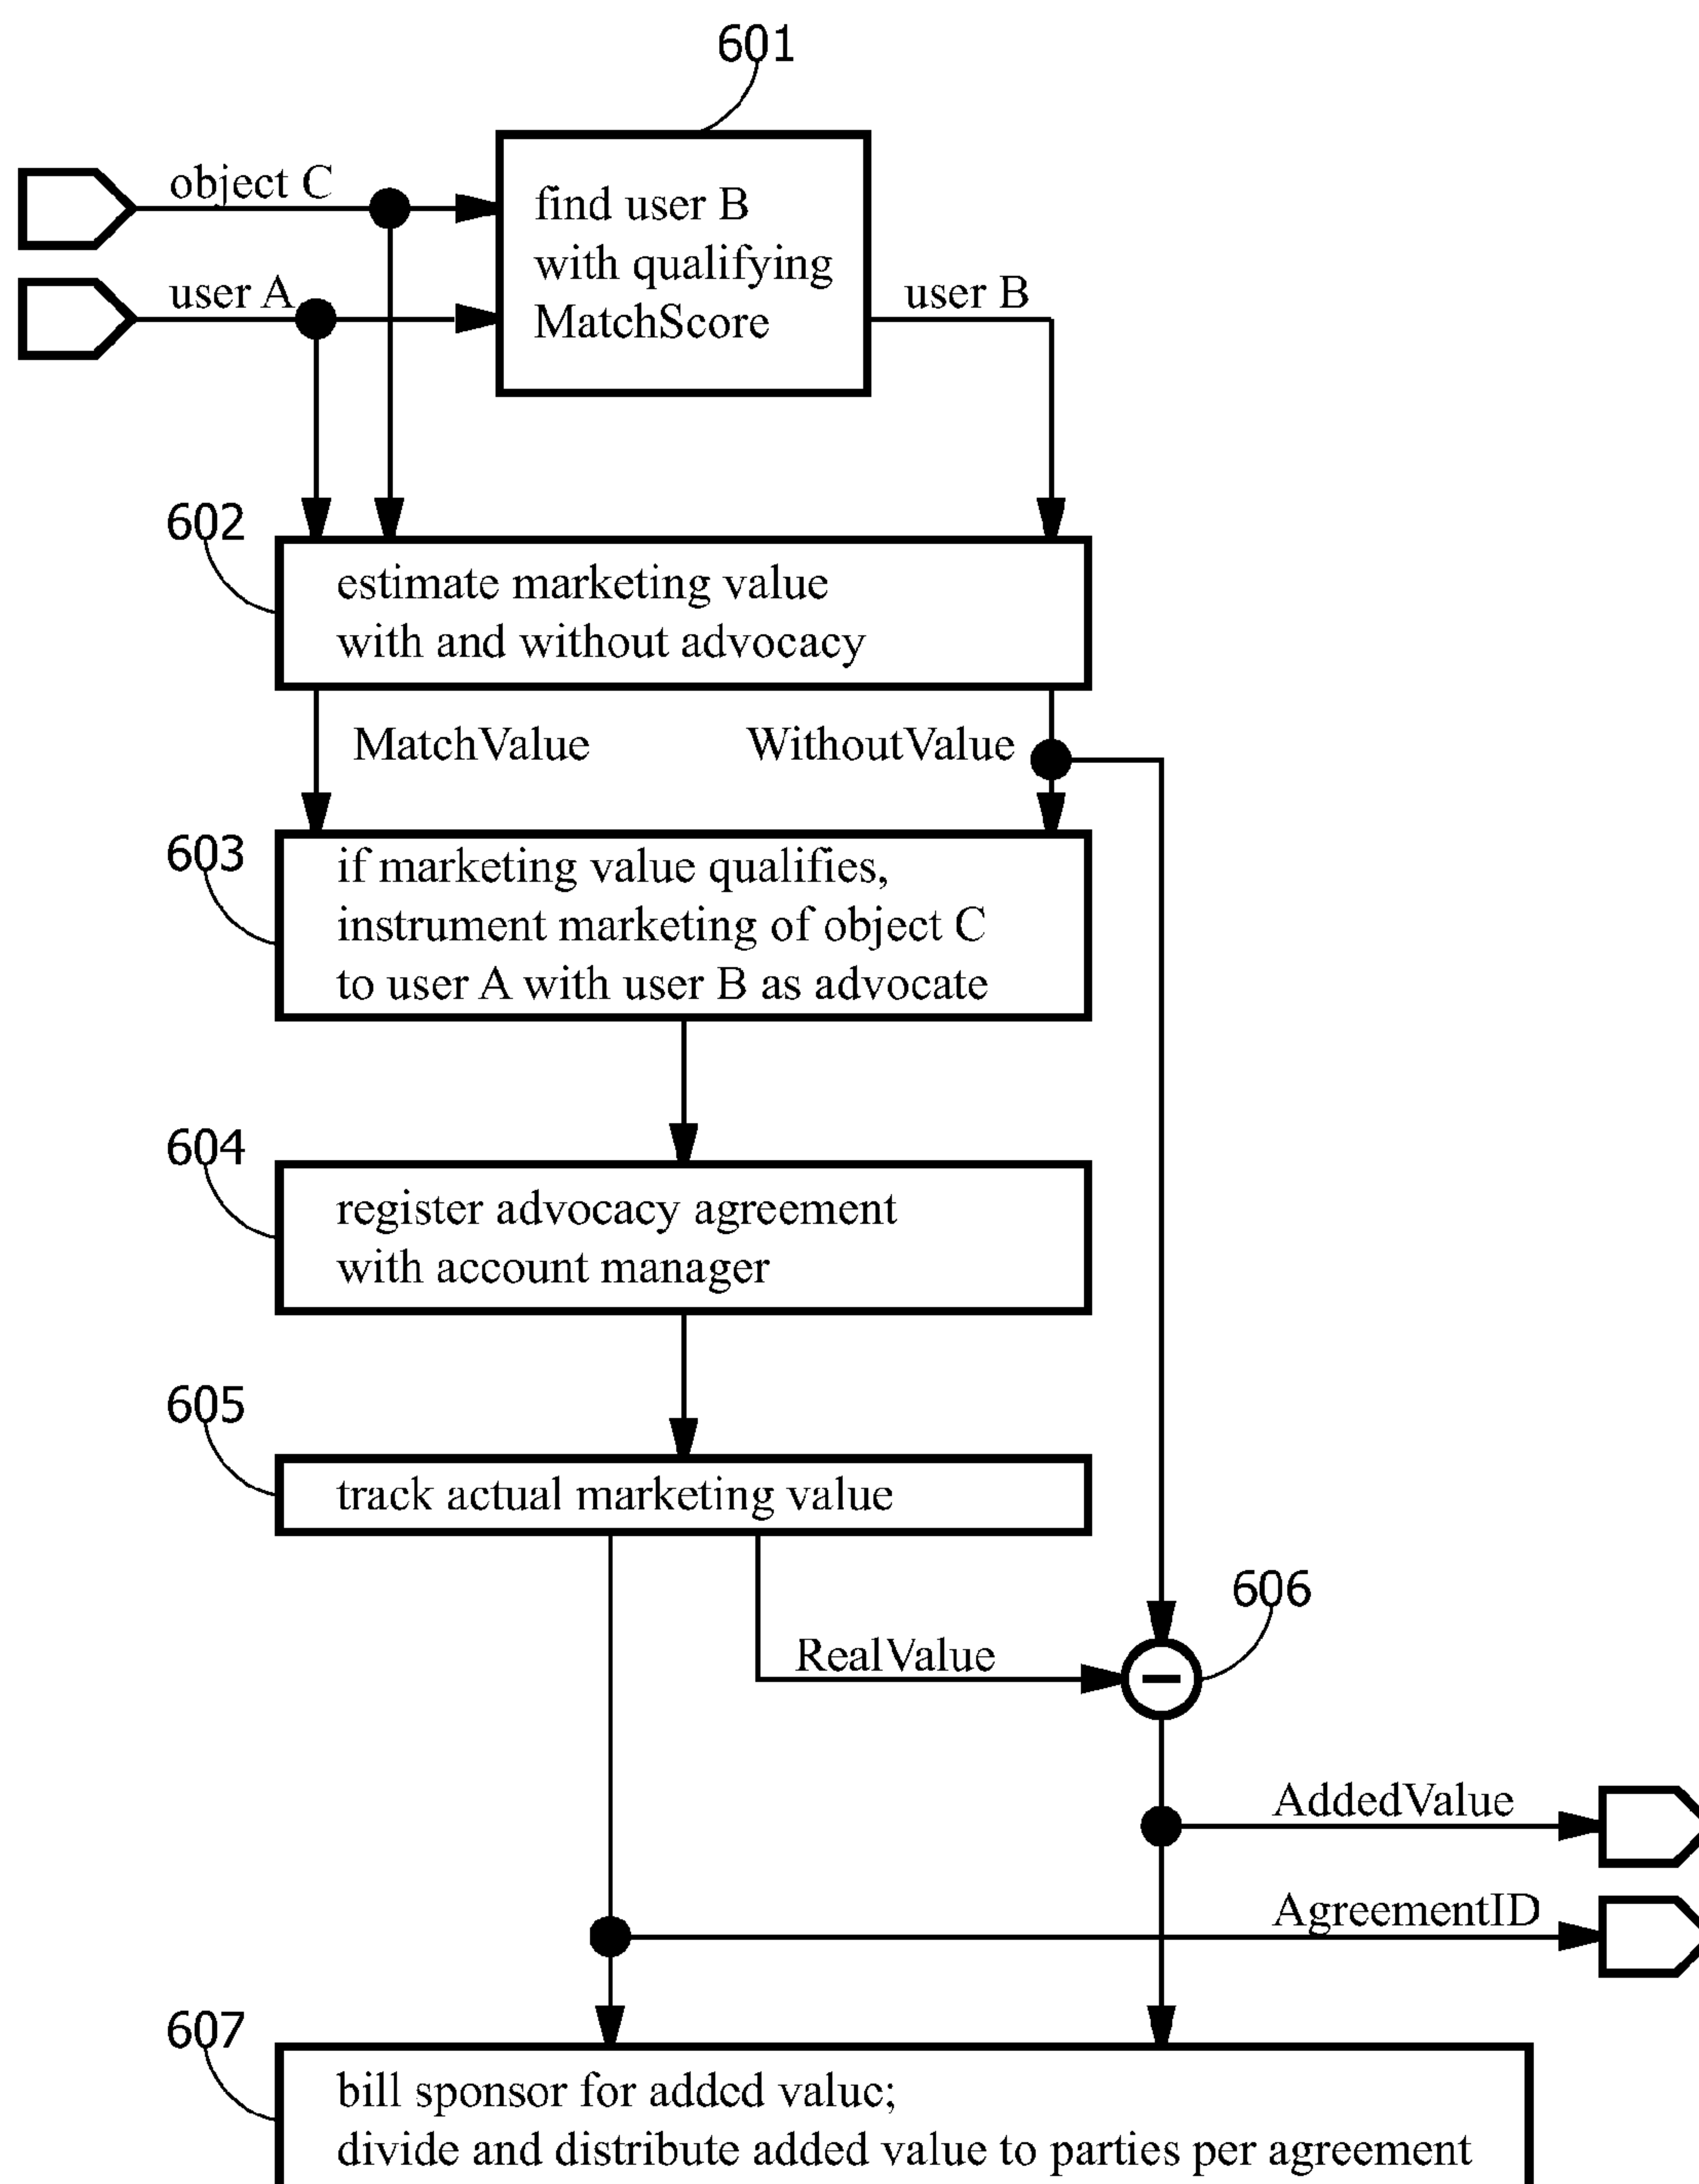 601
object C
find user B
with qualifying
MatchScore
user A
user B
602
estimate marketing value
with and without advocacy
MatchValue
WithoutValue
603
if marketing value qualifies,
instrument marketing of object C
to user A with user B as advocate
604
register advocacy agreement
with account manager
605
track actual marketing value
606
RealValue
–
AddedValue
AgreementID
607
bill sponsor for added value;
divide and distribute added value to parties per agreement